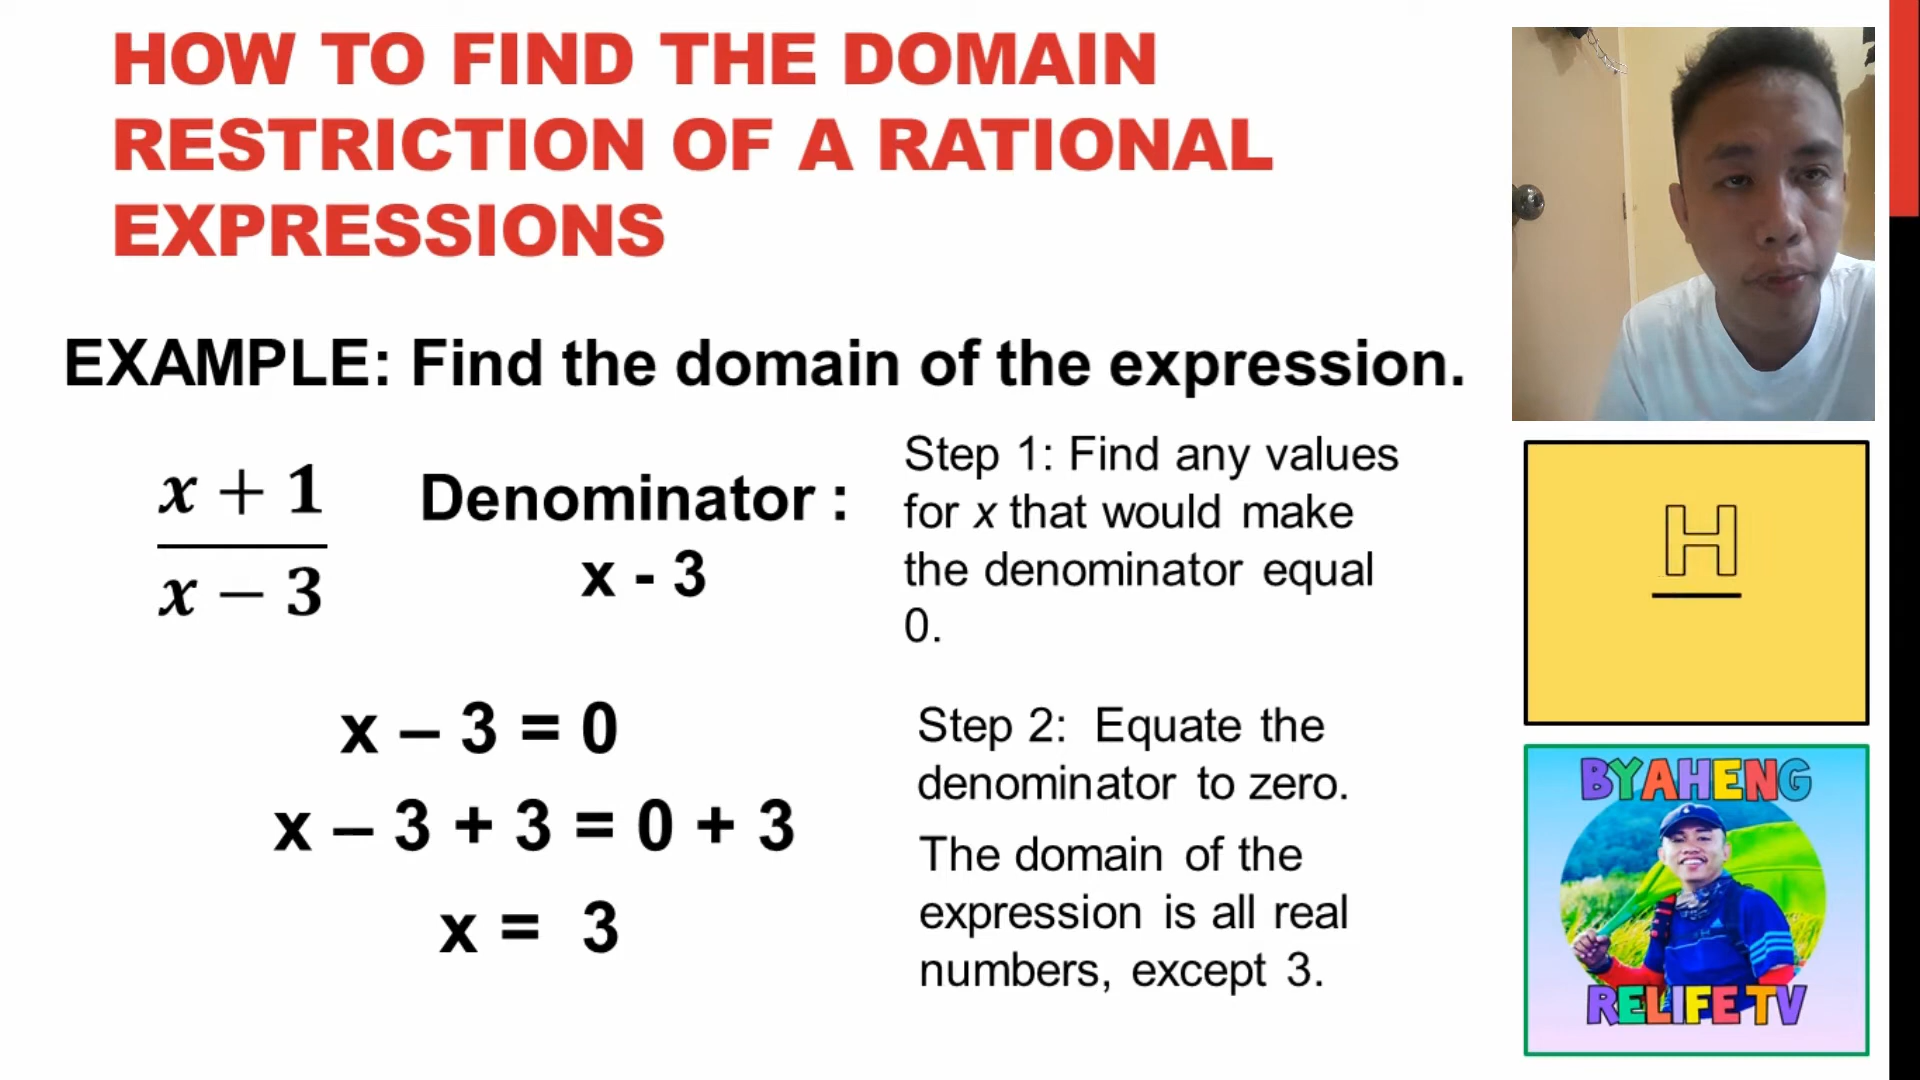 HOW TO FIND THE DOMAIN
RESTRICTION OF A RATIONAL
EXPRESSIONS
EXAMPLE: Find the domain of the expression.
x + 1
x − 3
Denominator :
x - 3
Step 1: Find any values
for x that would make
the denominator equal
0.
x – 3 = 0
x – 3 + 3 = 0 + 3
x = 3
Step 2: Equate the
denominator to zero.
The domain of the
expression is all real
numbers, except 3.
H
BYAHENG
RELIFE TV